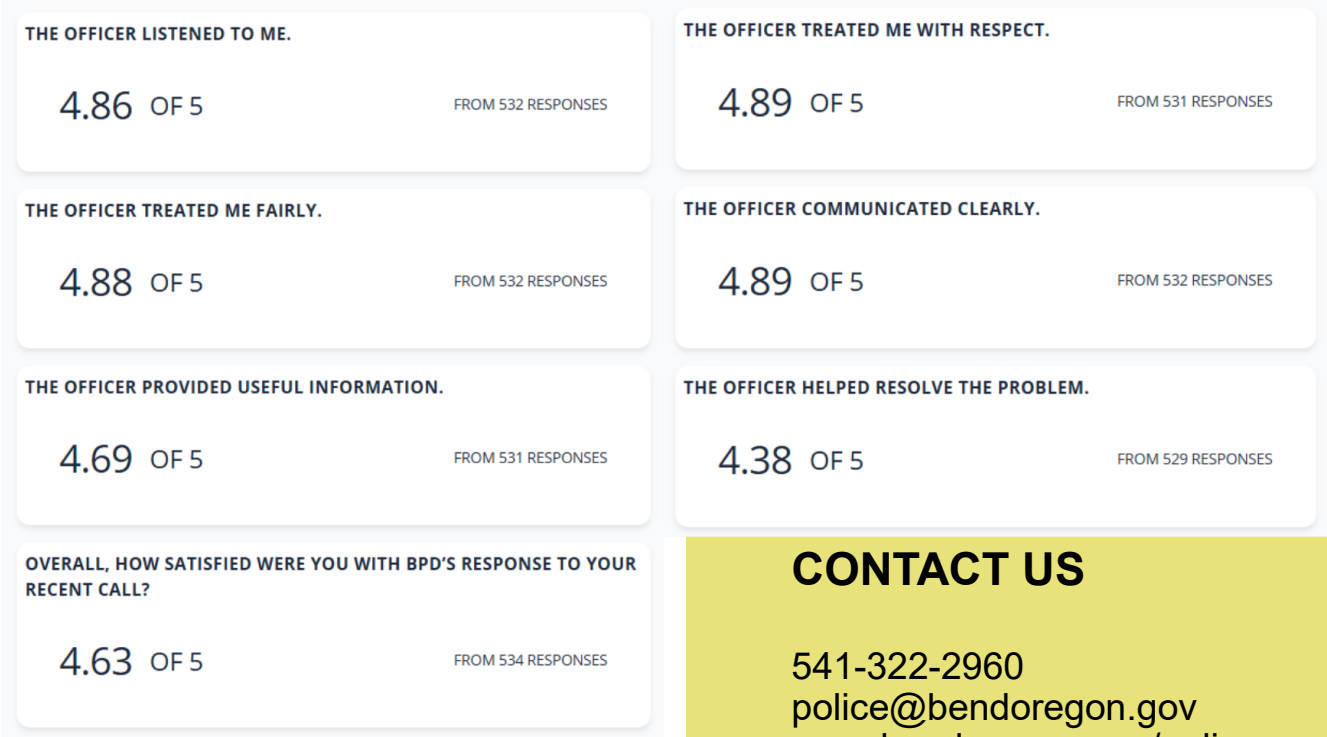 THE OFFICER LISTENED TO ME.
4.86 OF 5 FROM 532 RESPONSES
THE OFFICER TREATED ME WITH RESPECT.
4.89 OF 5 FROM 531 RESPONSES
THE OFFICER TREATED ME FAIRLY.
4.88 OF 5 FROM 532 RESPONSES
THE OFFICER COMMUNICATED CLEARLY.
4.89 OF 5 FROM 532 RESPONSES
THE OFFICER PROVIDED USEFUL INFORMATION.
4.69 OF 5 FROM 531 RESPONSES
THE OFFICER HELPED RESOLVE THE PROBLEM.
4.38 OF 5 FROM 529 RESPONSES
OVERALL, HOW SATISFIED WERE YOU WITH BPD'S RESPONSE TO YOUR
RECENT CALL?
4.63 OF 5 FROM 534 RESPONSES
CONTACT US
541-322-2960
police@bendoregon.gov